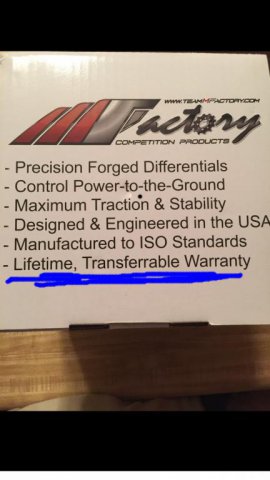 www.TeamMFactory.com
MFactory
COMPETITION PRODUCTS
- Precision Forged Differentials
- Control Power-to-the-Ground
- Maximum Traction & Stability
- Designed & Engineered in the USA
- Manufactured to ISO Standards
- Lifetime, Transferrable Warranty